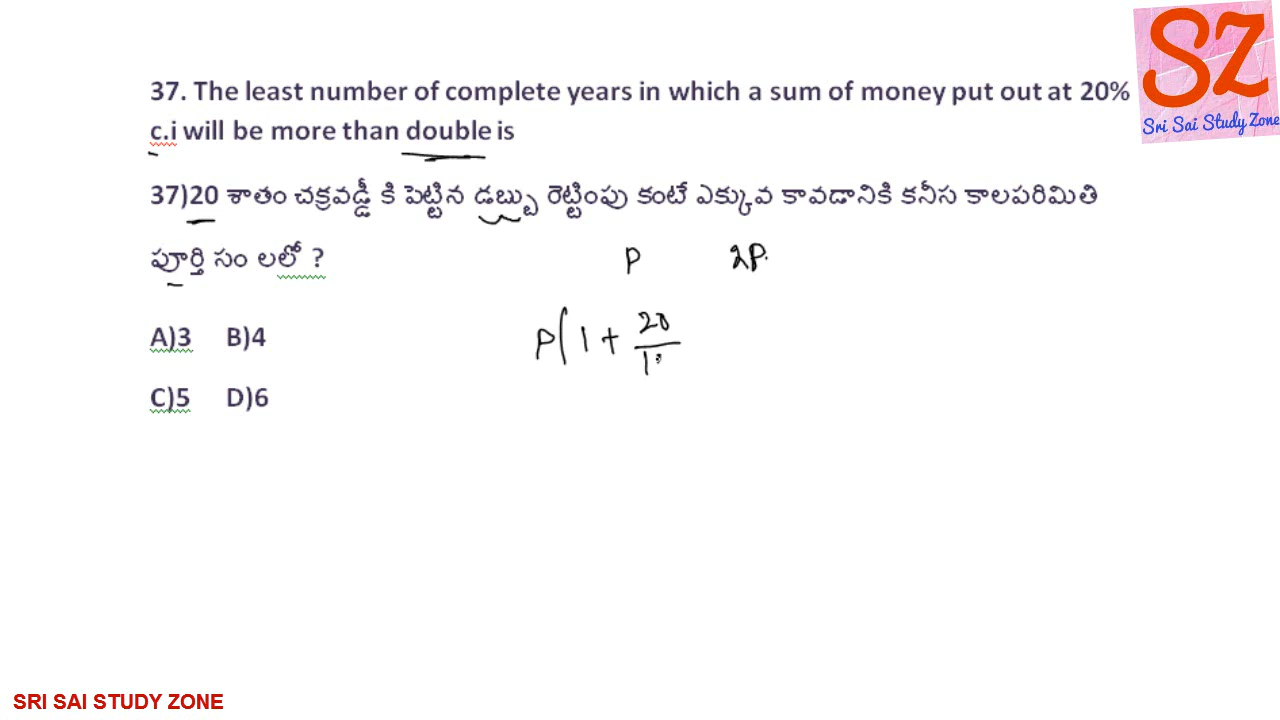 SZ
Sri Sai Study Zone
37. The least number of complete years in which a sum of money put out at 20%
c.i will be more than double is
37)20 శాతం చక్రవడ్డీ కి పెట్టిన డబ్బు రెట్టింపు కంటే ఎక్కువ కావడానికి కనీస కాలపరిమితి
పూర్తి సం లలో ?
P 2P.
A)3 B)4
P(1 + 20/1
C)5 D)6
SRI SAI STUDY ZONE